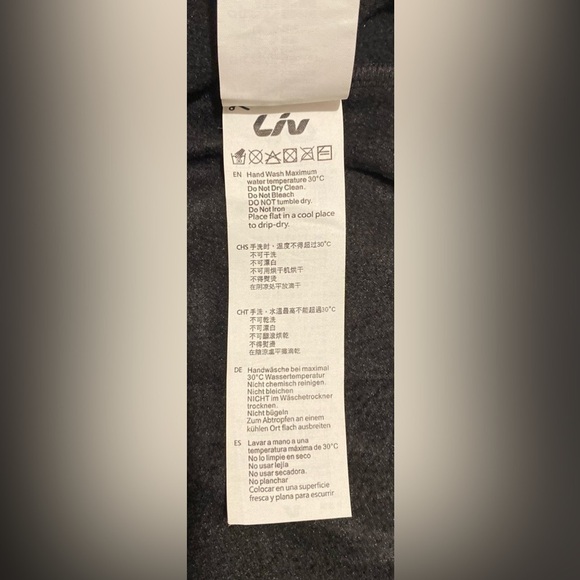 Liv
EN Hand Wash Maximum
water temperature 30°C
Do Not Dry Clean.
Do Not Bleach
DO NOT tumble dry.
Do Not Iron
Place flat in a cool place
to drip-dry.
CHS 手洗时，温度不得超过30°C
不可干洗
不可漂白
不可用烘干机烘干
不得熨烫
在阴凉处平放滴干
CHT 手洗，水溫最高不能超過30°C
不可乾洗
不可漂白
不可翻滾烘乾
不得熨燙
在陰涼處平攤滴乾
DE Handwäsche bei maximal
30°C Wassertemperatur
Nicht chemisch reinigen.
Nicht bleichen
NICHT im Wäschetrockner
trocknen.
Nicht bügeln
Zum Abtropfen an einem
kühlen Ort flach ausbreiten
ES Lavar a mano a una
temperatura máxima de 30°C
No lo limpie en seco
No usar lejía
No usar secadora.
No planchar
Colocar en una superficie
fresca y plana para escurrir